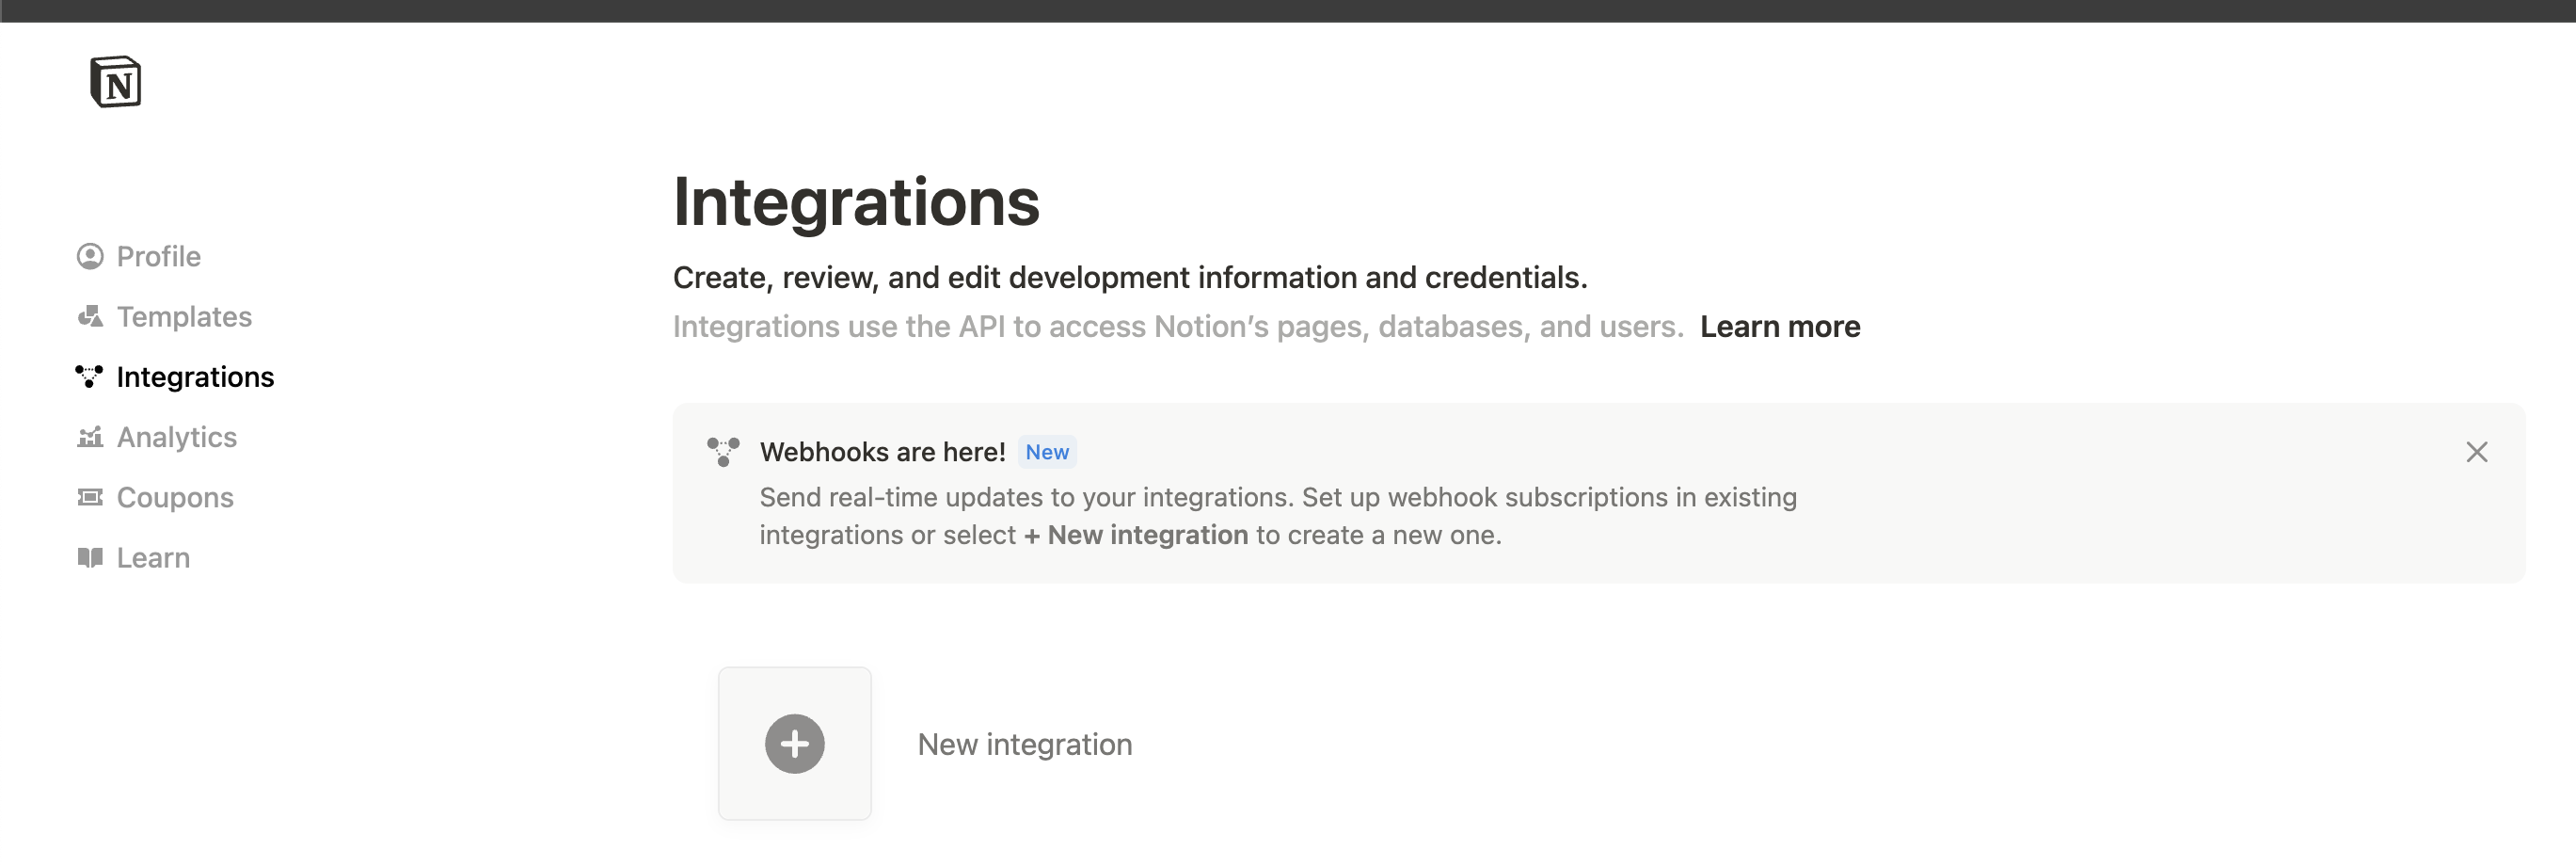 N
Profile
Templates
Integrations
Analytics
Coupons
Learn
Integrations
Create, review, and edit development information and credentials.
Integrations use the API to access Notion’s pages, databases, and users. Learn more
Webhooks are here! New
Send real-time updates to your integrations. Set up webhook subscriptions in existing
integrations or select + New integration to create a new one.
New integration